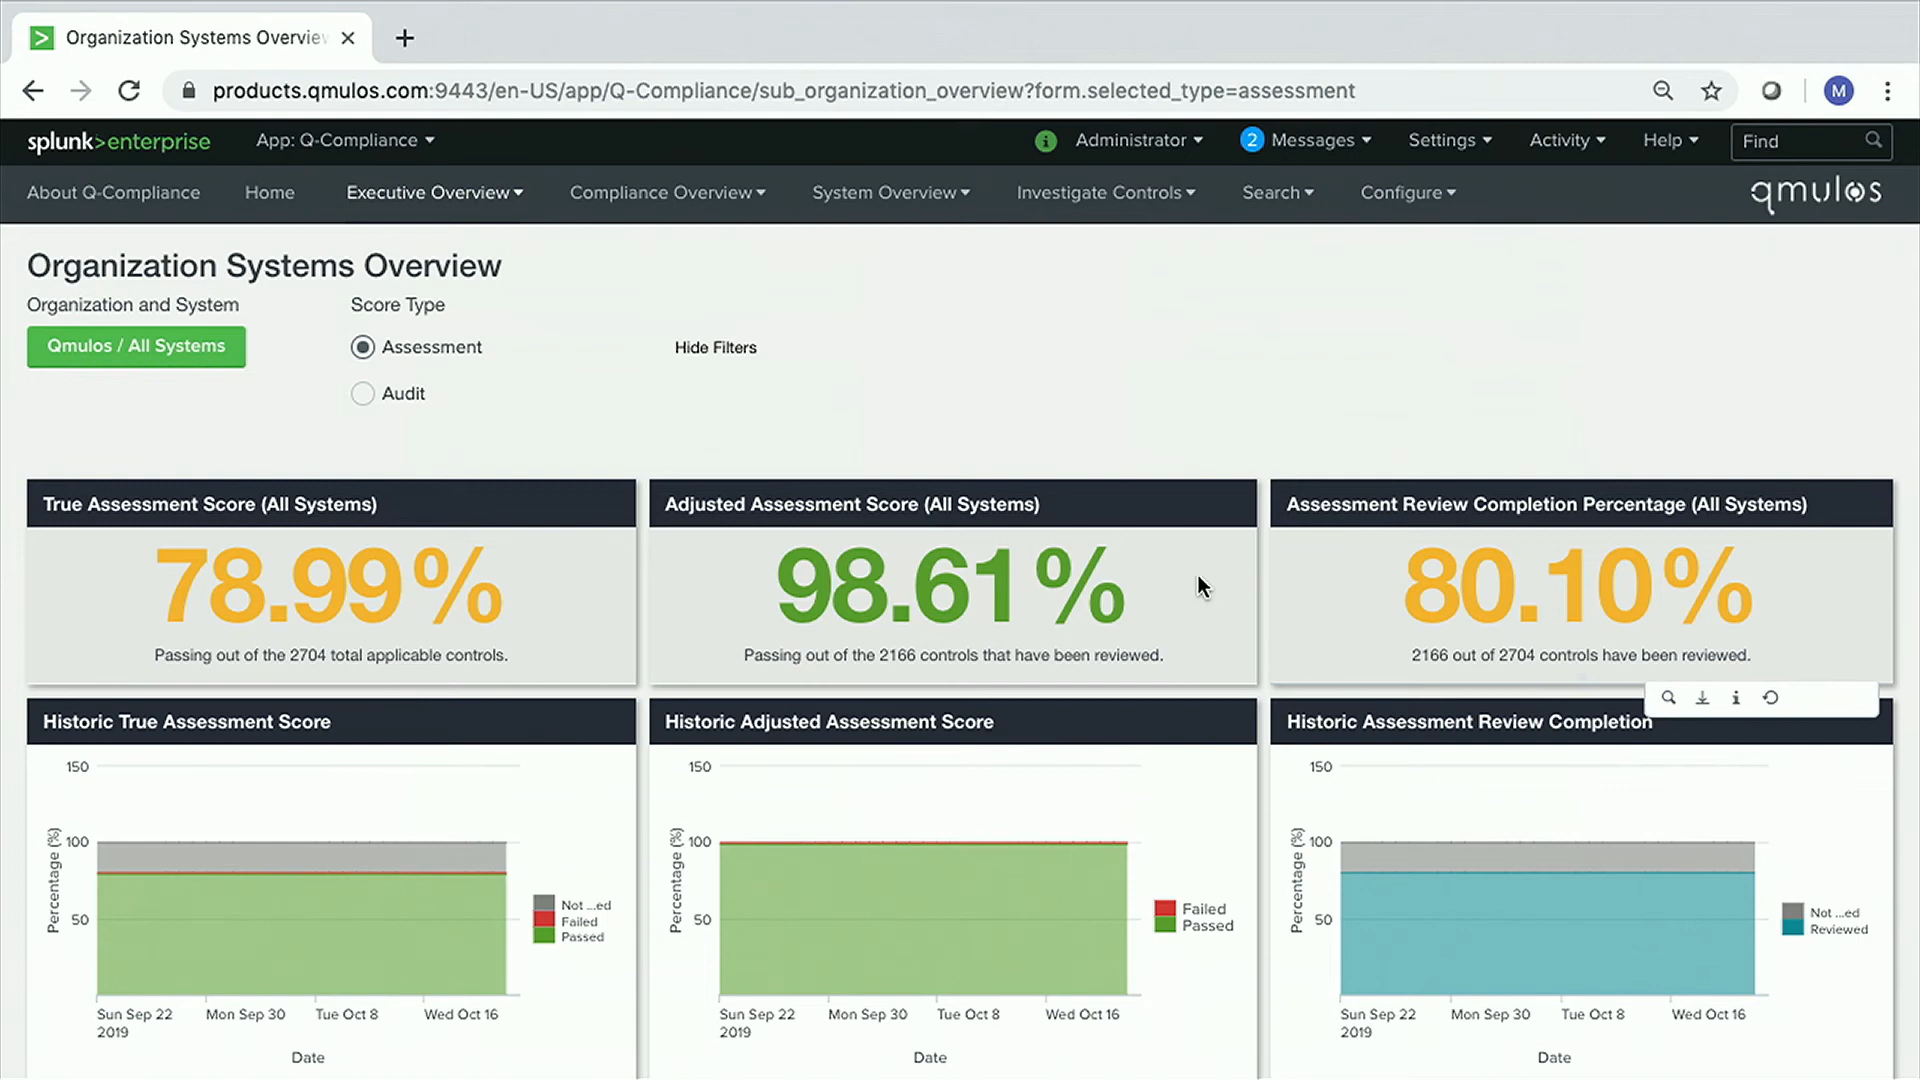 Organization Systems Overview
products.qmulos.com:9443/en-US/app/Q-Compliance/sub_organization_overview?form.selected_type=assessment
M
splunk>enterprise
App: Q-Compliance
i
Administrator
2
Messages
Settings
Activity
Help
Find
About Q-Compliance
Home
Executive Overview
Compliance Overview
System Overview
Investigate Controls
Search
Configure
qmulos
Organization Systems Overview
Organization and System
Score Type
Qmulos / All Systems
Assessment
Hide Filters
Audit
True Assessment Score (All Systems)
78.99%
Passing out of the 2704 total applicable controls.
Adjusted Assessment Score (All Systems)
98.61%
Passing out of the 2166 controls that have been reviewed.
Assessment Review Completion Percentage (All Systems)
80.10%
2166 out of 2704 controls have been reviewed.
Historic True Assessment Score
150
100
50
Percentage (%)
Not ...ed
Failed
Passed
Sun Sep 22
2019
Mon Sep 30
Tue Oct 8
Wed Oct 16
Date
Historic Adjusted Assessment Score
150
100
50
Percentage (%)
Failed
Passed
Sun Sep 22
2019
Mon Sep 30
Tue Oct 8
Wed Oct 16
Date
Historic Assessment Review Completion
150
100
50
Percentage (%)
Not ...ed
Reviewed
Sun Sep 22
2019
Mon Sep 30
Tue Oct 8
Wed Oct 16
Date